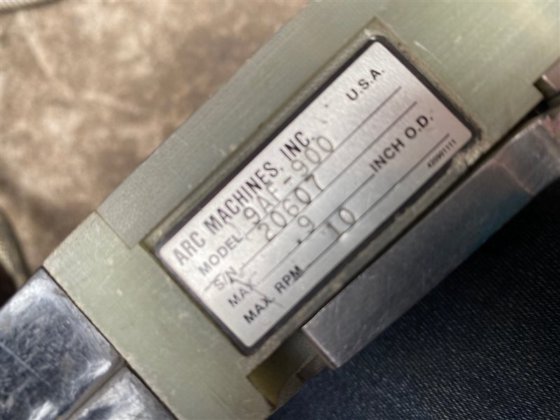 ARC MACHINES, INC. U.S.A.
MODEL 9AF-900
S/N 20607
MAX .9 INCH O.D.
MAX. RPM 10